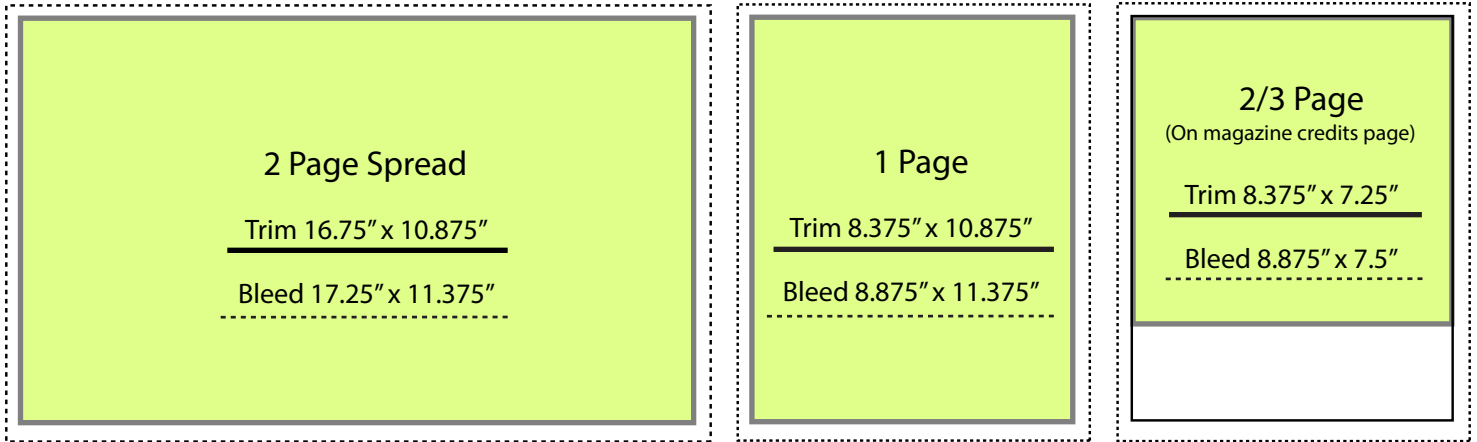 2 Page Spread
Trim 16.75” x 10.875”
Bleed 17.25” x 11.375”
1 Page
Trim 8.375” x 10.875”
Bleed 8.875” x 11.375”
2/3 Page
(On magazine credits page)
Trim 8.375” x 7.25”
Bleed 8.875” x 7.5”